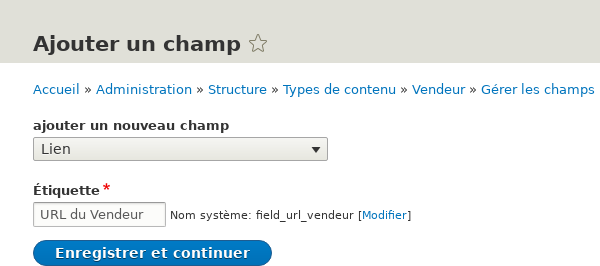 Ajouter un champ
Accueil » Administration » Structure » Types de contenu » Vendeur » Gérer les champs
ajouter un nouveau champ
Lien
Étiquette*
URL du Vendeur Nom système: field_url_vendeur [Modifier]
Enregistrer et continuer